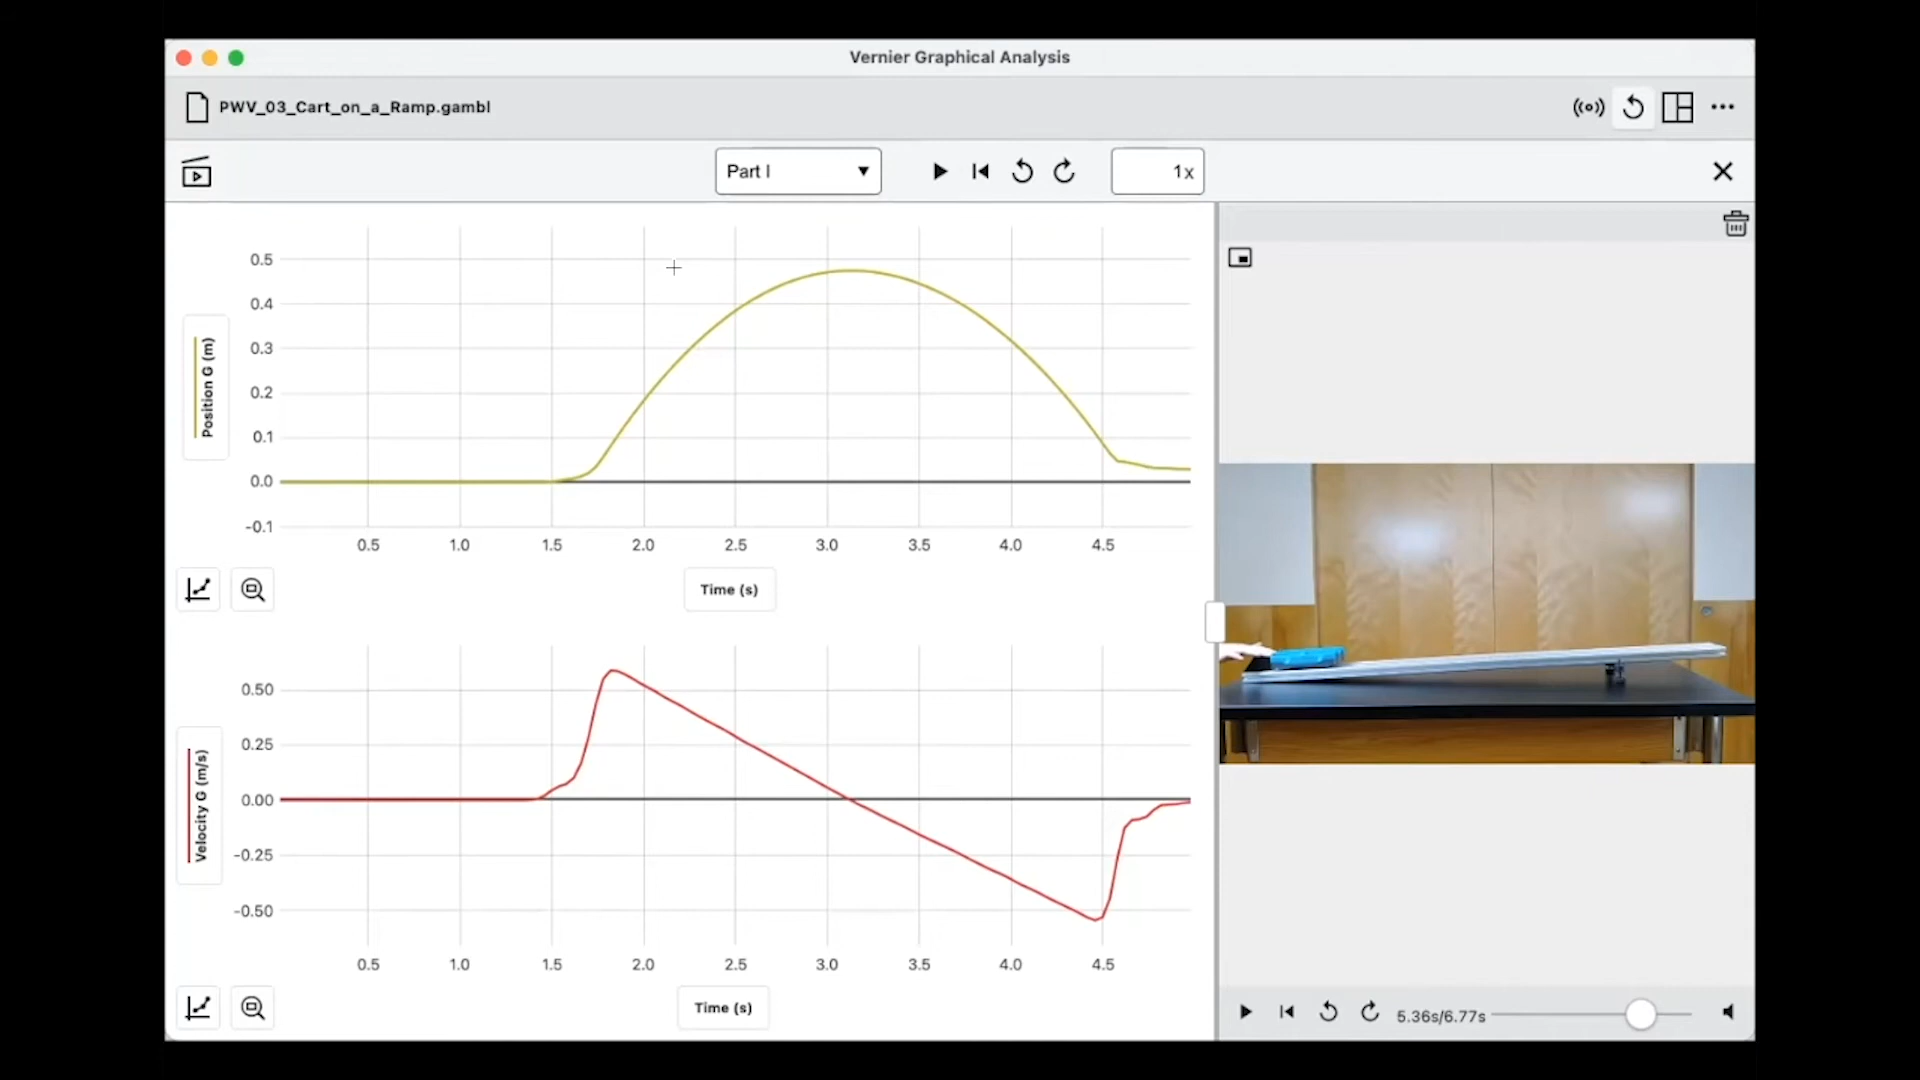 Vernier Graphical Analysis
PWV_03_Cart_on_a_Ramp.gambl
Part I
1x
Position G (m)
0.5
0.4
0.3
0.2
0.1
0.0
-0.1
0.5 1.0 1.5 2.0 2.5 3.0 3.5 4.0 4.5
Time (s)
Velocity G (m/s)
0.50
0.25
0.00
-0.25
-0.50
0.5 1.0 1.5 2.0 2.5 3.0 3.5 4.0 4.5
Time (s)
5.36s/6.77s